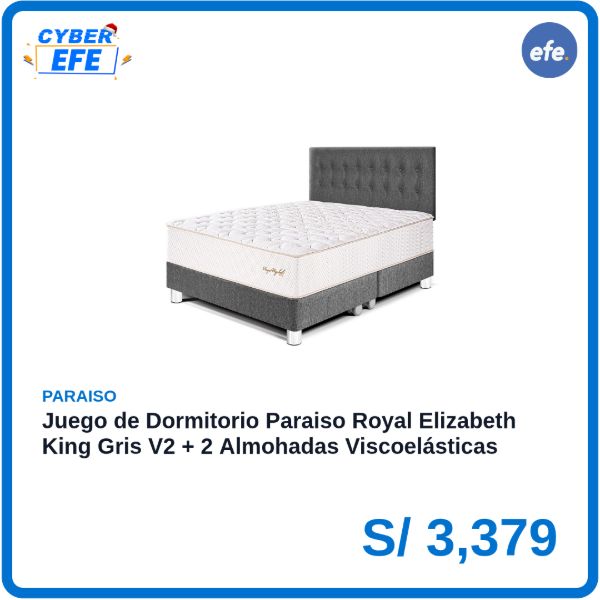 CYBER
EFE
efe.
PARAISO
Juego de Dormitorio Paraiso Royal Elizabeth
King Gris V2 + 2 Almohadas Viscoelásticas
S/ 3,379